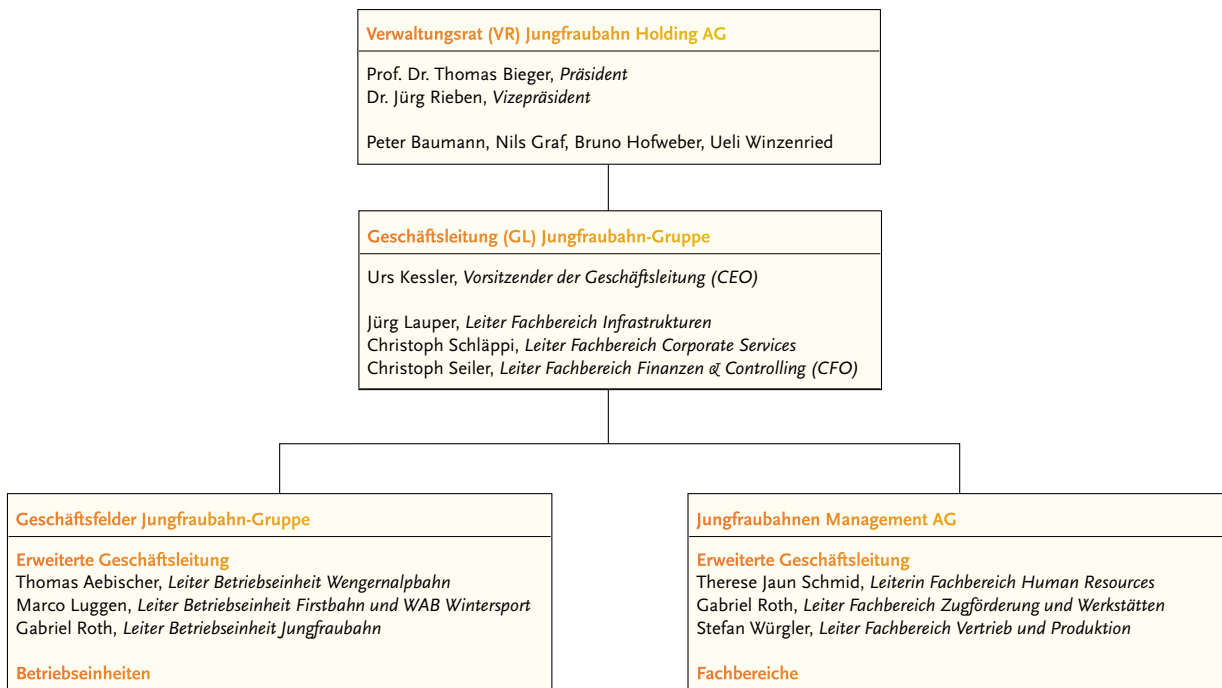 Verwaltungsrat (VR) Jungfraubahn Holding AG
Prof. Dr. Thomas Bieger, Präsident
Dr. Jürg Rieben, Vizepräsident
Peter Baumann, Nils Graf, Bruno Hofweber, Ueli Winzenried
Geschäftsleitung (GL) Jungfraubahn-Gruppe
Urs Kessler, Vorsitzender der Geschäftsleitung (CEO)
Jürg Lauper, Leiter Fachbereich Infrastrukturen
Christoph Schläppi, Leiter Fachbereich Corporate Services
Christoph Seiler, Leiter Fachbereich Finanzen & Controlling (CFO)
Geschäftsfelder Jungfraubahn-Gruppe
Erweiterte Geschäftsleitung
Thomas Aebischer, Leiter Betriebseinheit Wengernalpbahn
Marco Luggen, Leiter Betriebseinheit Firstbahn und WAB Wintersport
Gabriel Roth, Leiter Betriebseinheit Jungfraubahn
Betriebseinheiten
Jungfraubahnen Management AG
Erweiterte Geschäftsleitung
Therese Jaun Schmid, Leiterin Fachbereich Human Resources
Gabriel Roth, Leiter Fachbereich Zugförderung und Werkstätten
Stefan Würgler, Leiter Fachbereich Vertrieb und Produktion
Fachbereiche